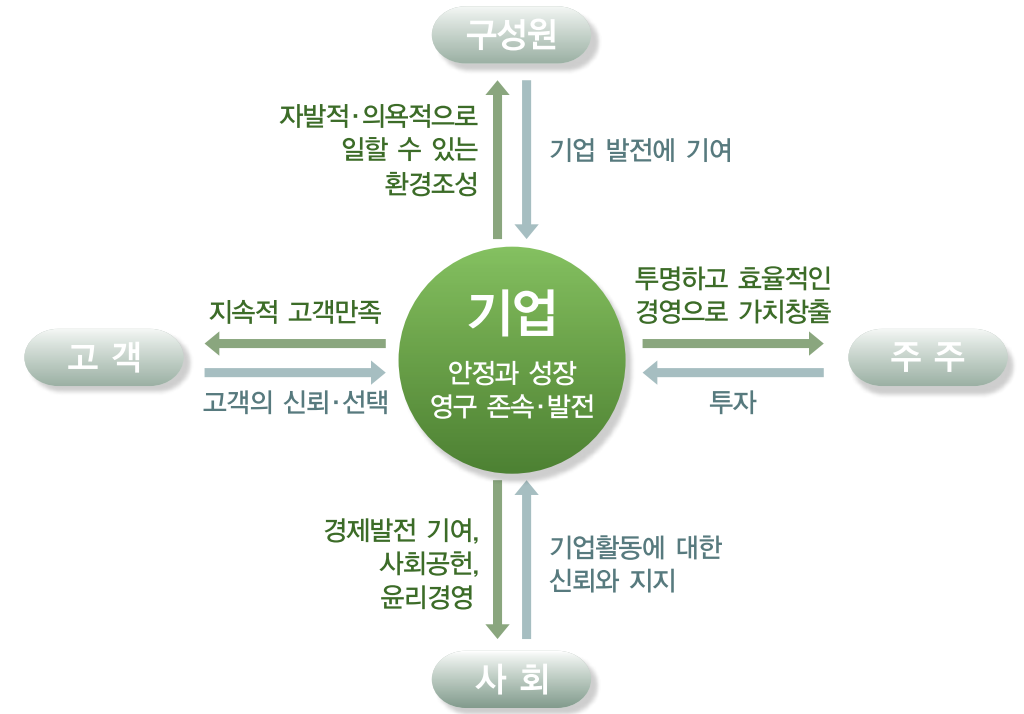 구성원
자발적·의욕적으로
일할 수 있는
환경조성
기업 발전에 기여
지속적 고객만족
고객의 신뢰·선택
고 객
기업
안정과 성장
영구 존속·발전
투명하고 효율적인
경영으로 가치창출
투자
주 주
경제발전 기여,
사회공헌,
윤리경영
기업활동에 대한
신뢰와 지지
사 회